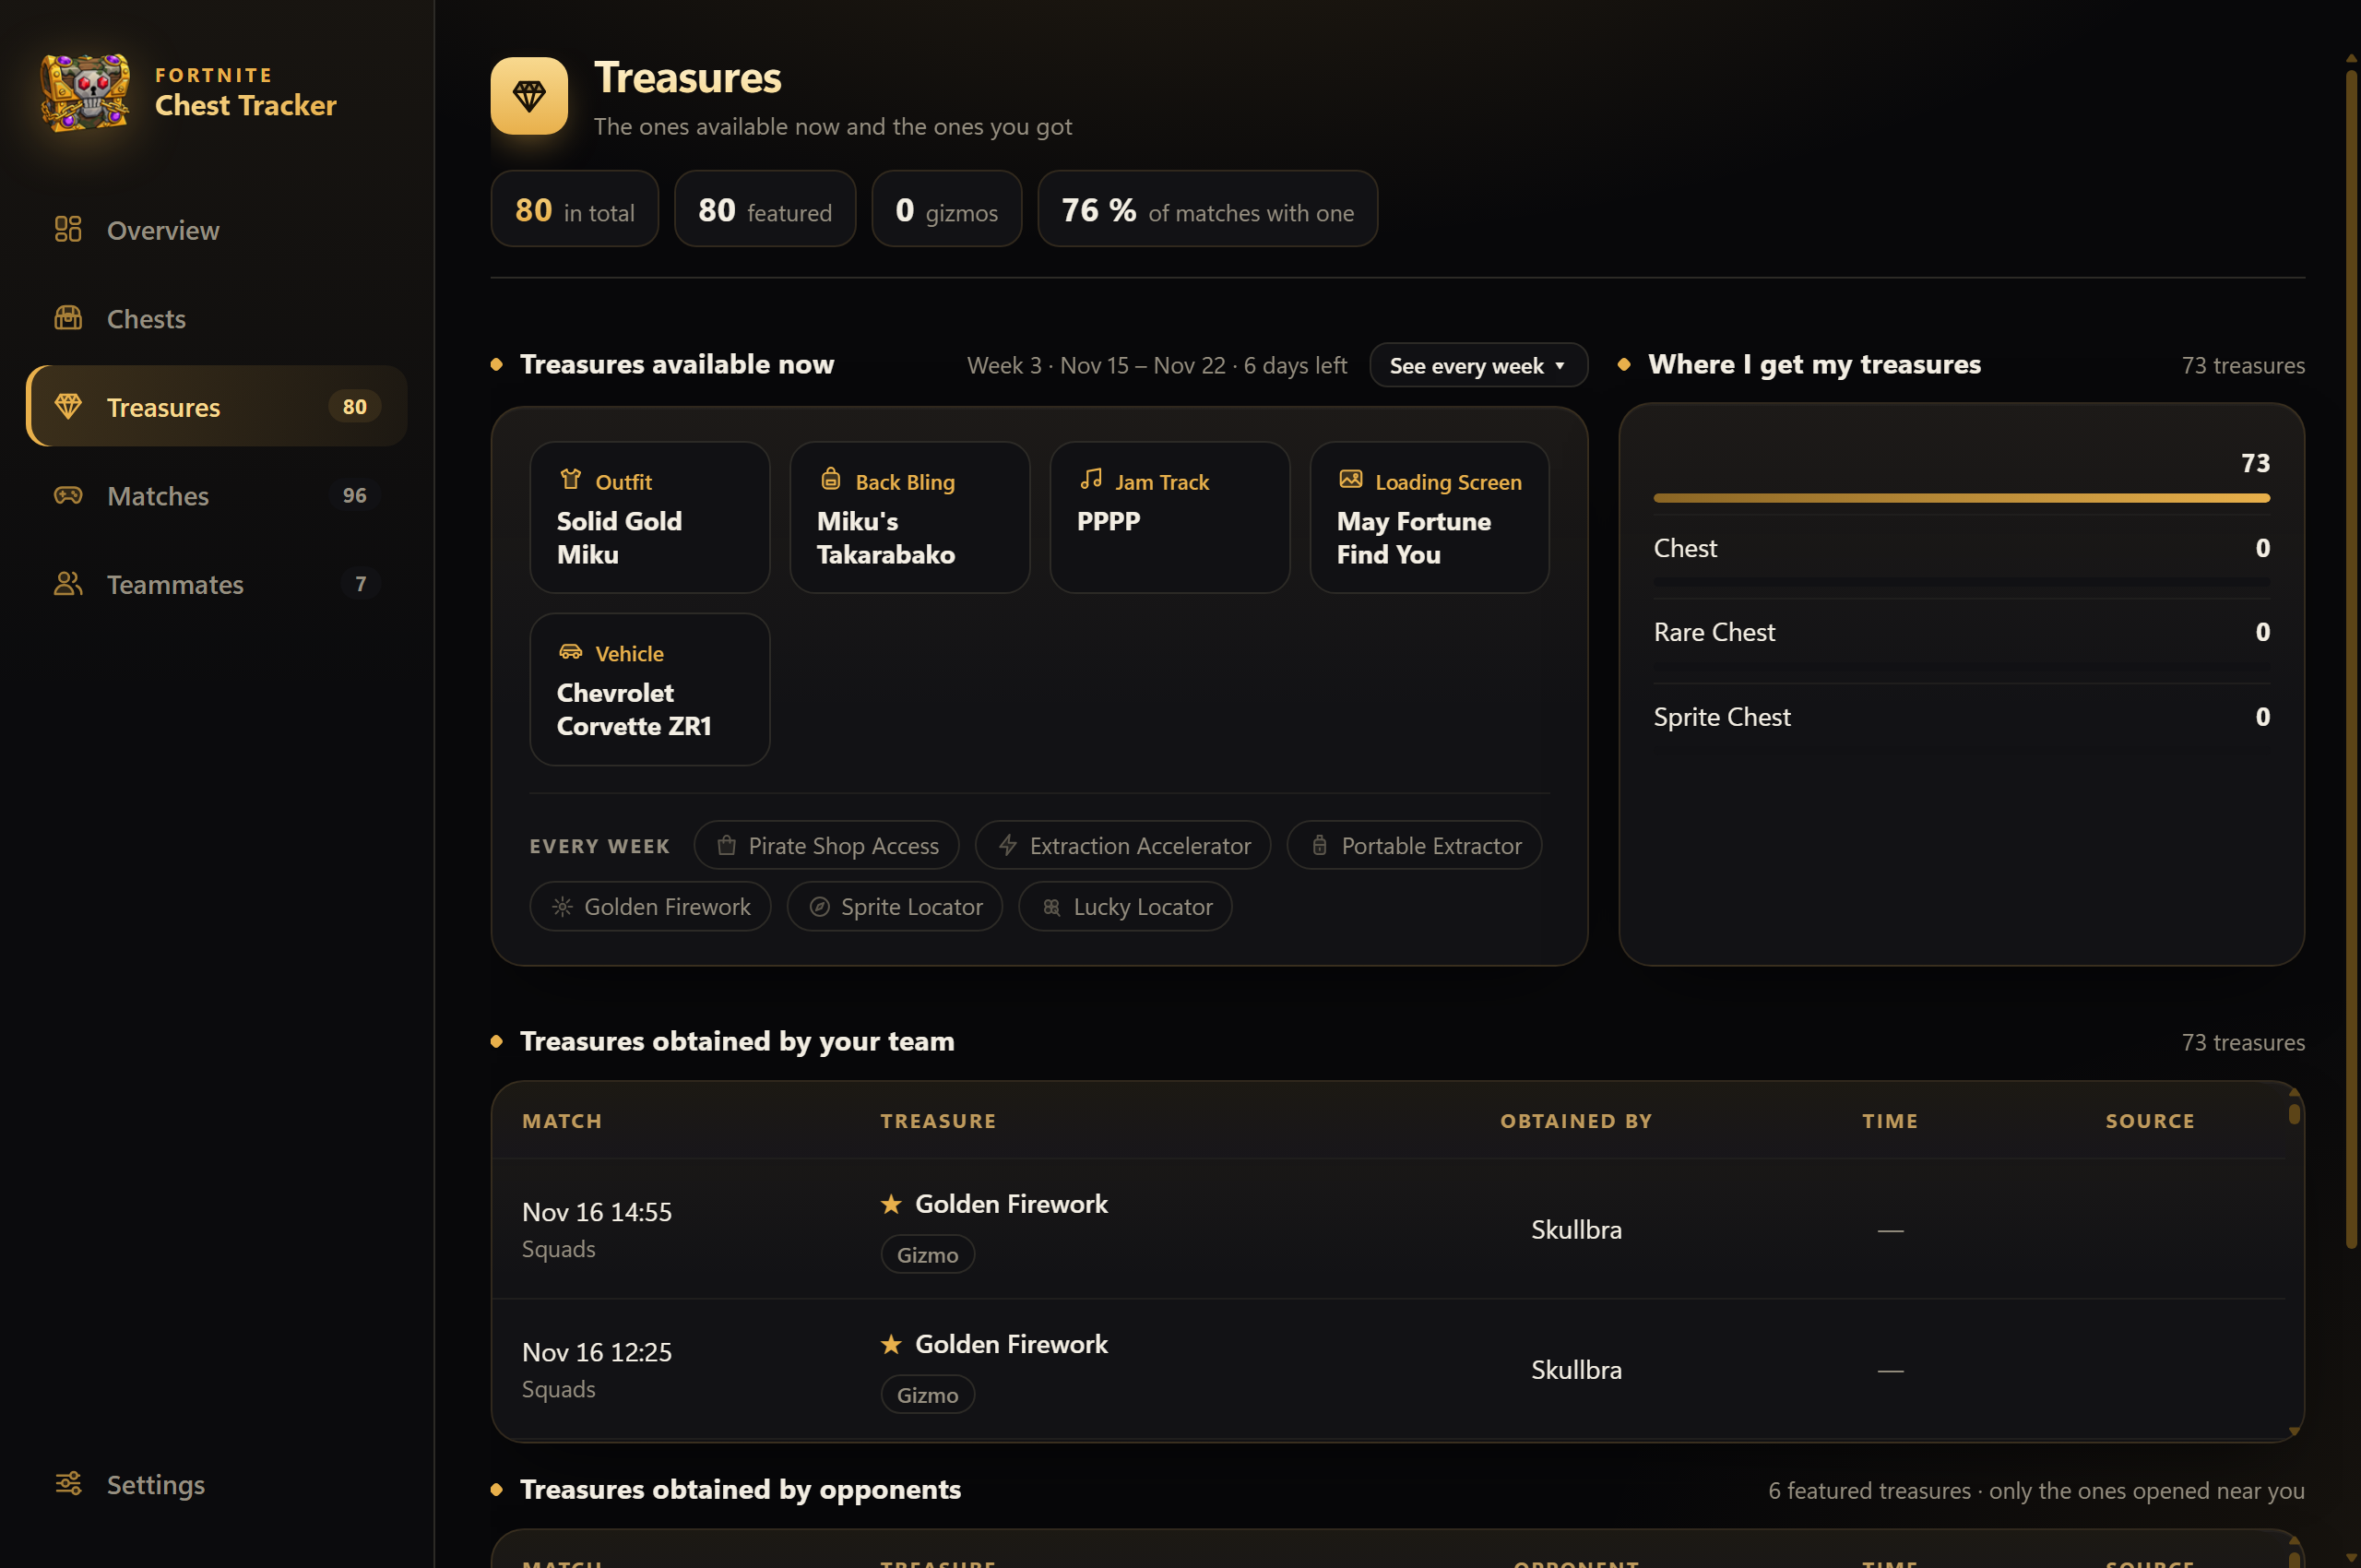 FORTNITE
Chest Tracker
Overview
Chests
Treasures 80
Matches 96
Teammates 7
Settings
Treasures
The ones available now and the ones you got
80 in total
80 featured
0 gizmos
76 % of matches with one
Treasures available now
Week 3 · Nov 15 – Nov 22 · 6 days left
See every week
Outfit
Solid Gold
Miku
Back Bling
Miku's
Takarabako
Jam Track
PPPP
Loading Screen
May Fortune
Find You
Vehicle
Chevrolet
Corvette ZR1
EVERY WEEK
Pirate Shop Access
Extraction Accelerator
Portable Extractor
Golden Firework
Sprite Locator
Lucky Locator
Where I get my treasures
73 treasures
73
Chest 0
Rare Chest 0
Sprite Chest 0
Treasures obtained by your team
73 treasures
MATCH TREASURE OBTAINED BY TIME SOURCE
Nov 16 14:55
Squads
Golden Firework
Gizmo
Skullbra
—
Nov 16 12:25
Squads
Golden Firework
Gizmo
Skullbra
—
Treasures obtained by opponents
6 featured treasures · only the ones opened near you
MATCH TREASURE OPPONENT TIME SOURCE